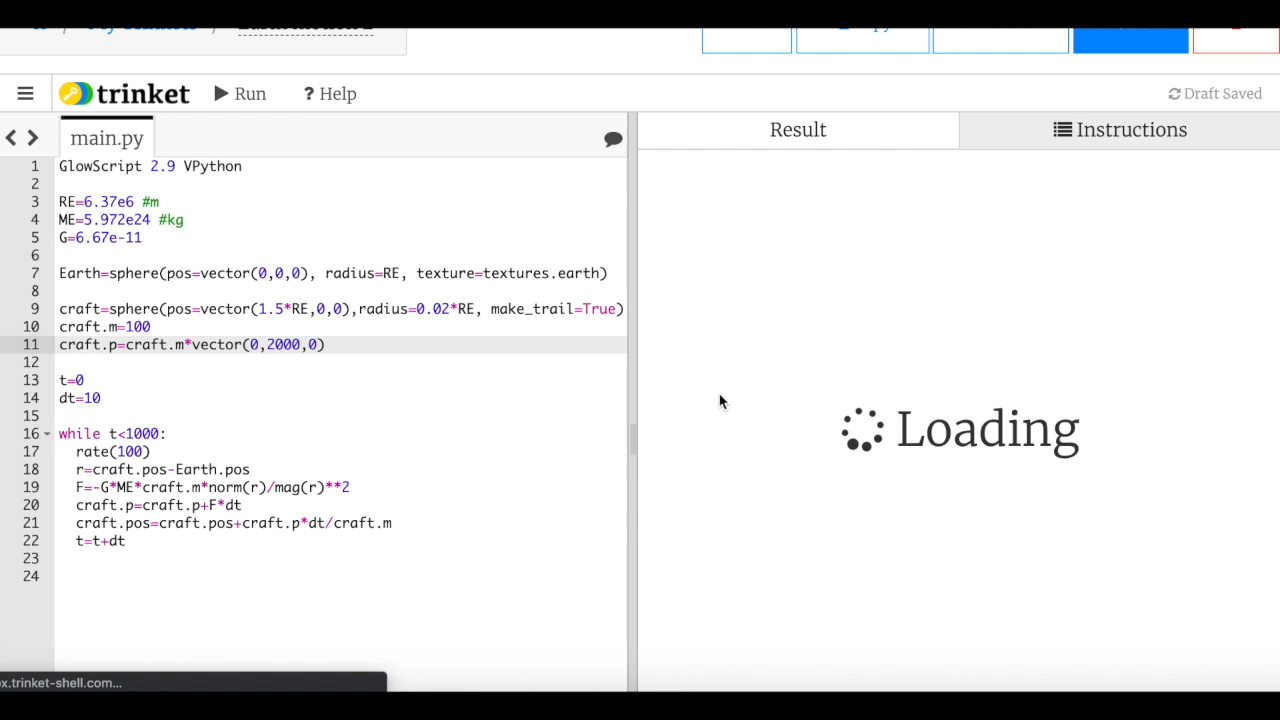 trinket
Run
? Help
Draft Saved
main.py
Result
Instructions
1 GlowScript 2.9 VPython
2
3 RE=6.37e6 #m
4 ME=5.972e24 #kg
5 G=6.67e-11
6
7 Earth=sphere(pos=vector(0,0,0), radius=RE, texture=textures.earth)
8
9 craft=sphere(pos=vector(1.5*RE,0,0),radius=0.02*RE, make_trail=True)
10 craft.m=100
11 craft.p=craft.m*vector(0,2000,0)
12
13 t=0
14 dt=10
15
16 while t<1000:
17 rate(100)
18 r=craft.pos-Earth.pos
19 F=-G*ME*craft.m*norm(r)/mag(r)**2
20 craft.p=craft.p+F*dt
21 craft.pos=craft.pos+craft.p*dt/craft.m
22 t=t+dt
23
24
Loading
x.trinket-shell.com...